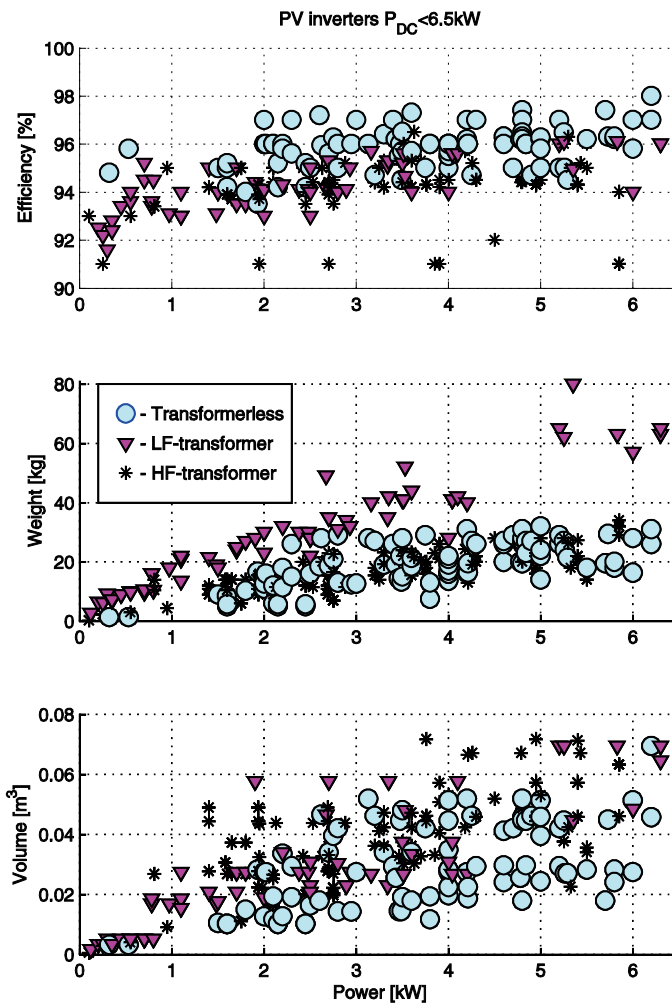 PV inverters P_DC<6.5kW
Efficiency [%]
100
98
96
94
92
90
0 1 2 3 4 5 6
Weight [kg]
80
60
40
20
0
- Transformerless
- LF-transformer
- HF-transformer
0 1 2 3 4 5 6
Volume [m³]
0.08
0.06
0.04
0.02
0
0 1 2 3 4 5 6
Power [kW]